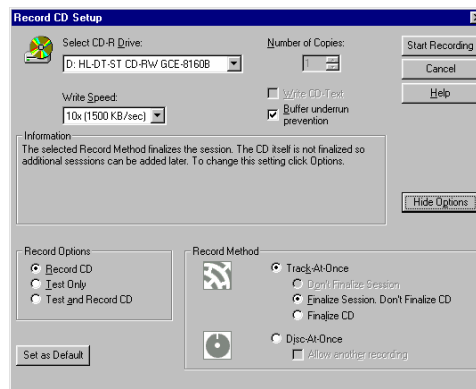 Record CD Setup
Select CD-R Drive:
D: HL-DT-ST CD-RW GCE-8160B
Number of Copies:
1
Start Recording
Cancel
Help
Write Speed:
10x (1500 KB/sec)
Write CD-Text
Buffer underrun
prevention
Information
The selected Record Method finalizes the session. The CD itself is not finalized so
additional sesssions can be added later. To change this setting click Options.
Hide Options
Record Options
Record CD
Test Only
Test and Record CD
Set as Default
Record Method
Track-At-Once
Don't Finalize Session
Finalize Session. Don't Finalize CD
Finalize CD
Disc-At-Once
Allow another recording